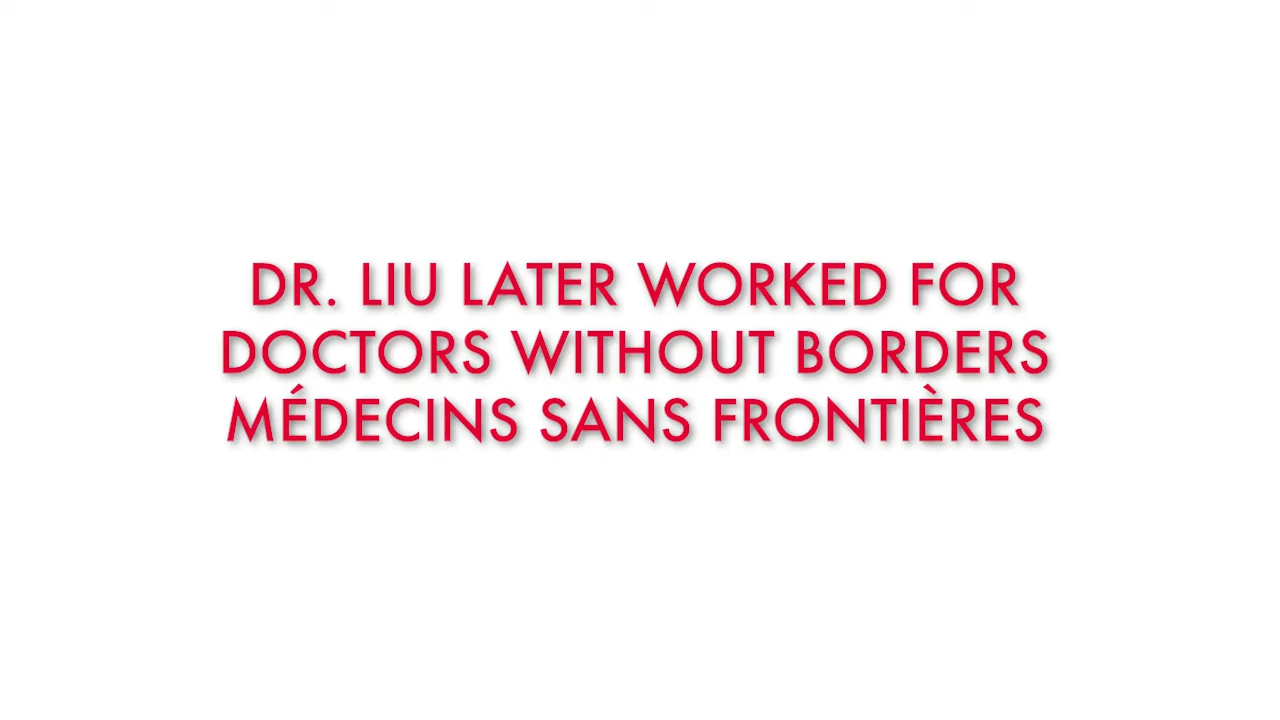 DR. LIU LATER WORKED FOR
DOCTORS WITHOUT BORDERS
MÉDECINS SANS FRONTIÈRES